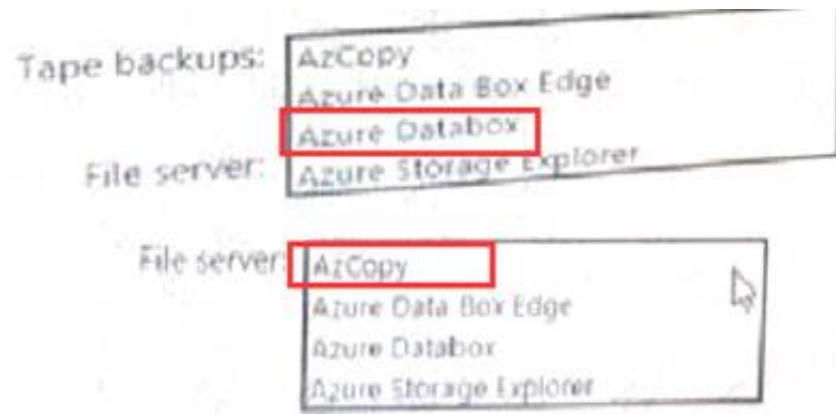 Tape backups:
AzCopy
Azure Data Box Edge
Azure Databox
File server:
Azure Storage Explorer
File server:
AzCopy
Azure Data Box Edge
Azure Databox
Azure Storage Explorer